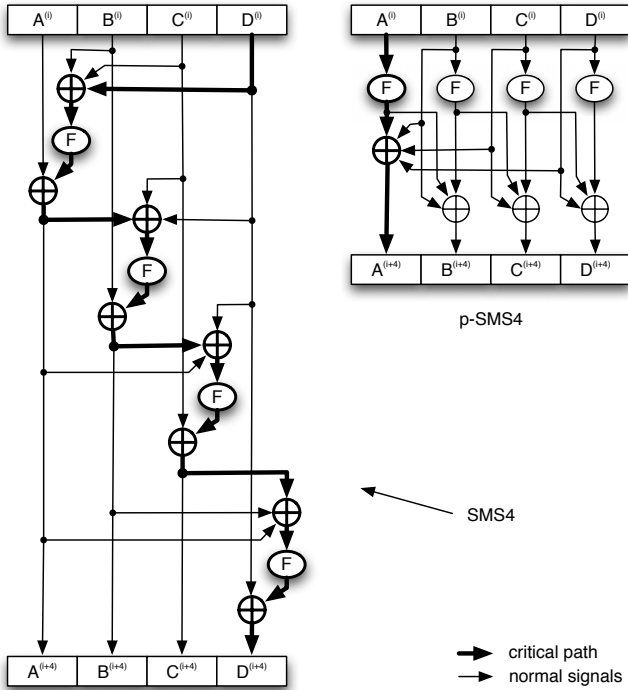 A(i) B(i) C(i) D(i)
F
F
F
F
A(i+4) B(i+4) C(i+4) D(i+4)
A(i) B(i) C(i) D(i)
F F F F
A(i+4) B(i+4) C(i+4) D(i+4)
p-SMS4
SMS4
critical path
normal signals